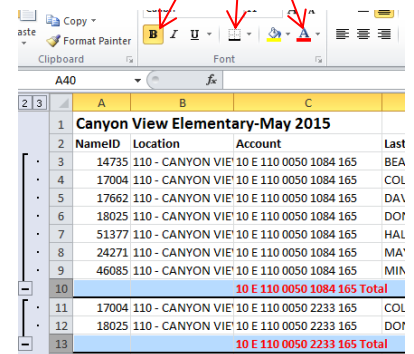 Copy
Format Painter
B I U A
Clipboard
Font
A40
fx
2 3
A B C
1 Canyon View Elementary-May 2015
2 NameID Location Account Last
3 14735 110 - CANYON VIE 10 E 110 0050 1084 165 BEA
4 17004 110 - CANYON VIE 10 E 110 0050 1084 165 COL
5 17662 110 - CANYON VIE 10 E 110 0050 1084 165 DAV
6 18025 110 - CANYON VIE 10 E 110 0050 1084 165 DON
7 51377 110 - CANYON VIE 10 E 110 0050 1084 165 HAL
8 24271 110 - CANYON VIE 10 E 110 0050 1084 165 MAY
9 46085 110 - CANYON VIE 10 E 110 0050 1084 165 MIN
10 10 E 110 0050 1084 165 Total
11 17004 110 - CANYON VIE 10 E 110 0050 2233 165 COL
12 18025 110 - CANYON VIE 10 E 110 0050 2233 165 DON
13 10 E 110 0050 2233 165 Total